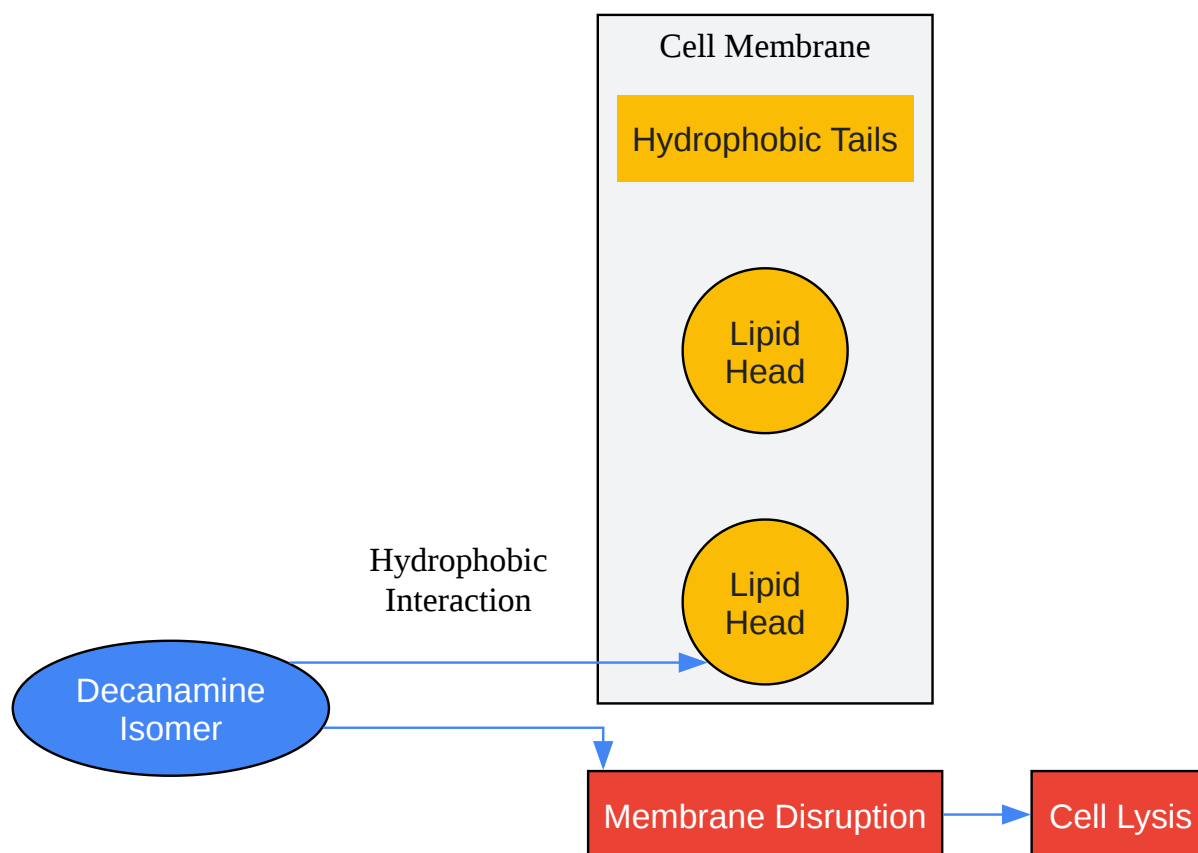 Cell Membrane
Hydrophobic Tails
Lipid
Head
Hydrophobic
Interaction
Lipid
Head
Decanamine
Isomer
Membrane Disruption
Cell Lysis